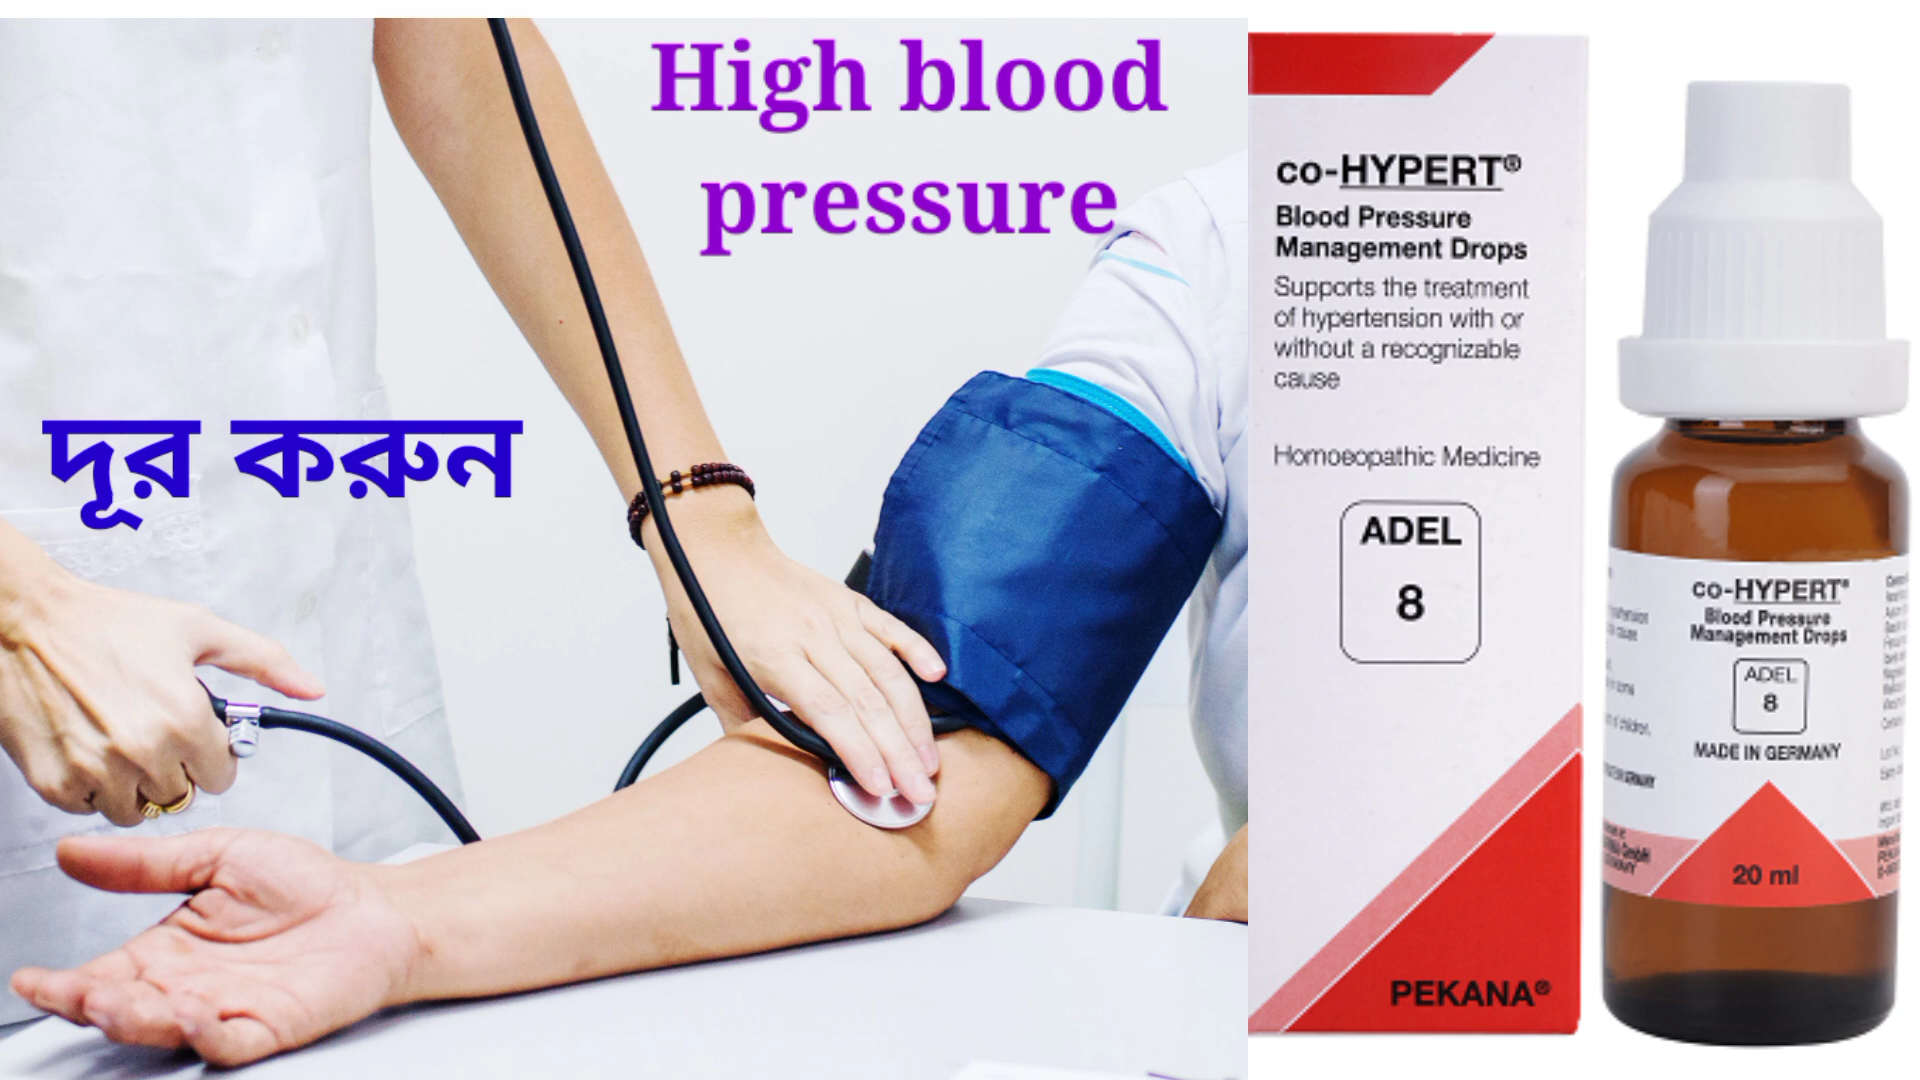 High blood
pressure
দূর করুন
co-HYPERT®
Blood Pressure
Management Drops
Supports the treatment
of hypertension with or
without a recognizable
cause
Homoeopathic Medicine
ADEL
8
PEKANA®
co-HYPERT®
Blood Pressure
Management Drops
ADEL
8
MADE IN GERMANY
20 ml